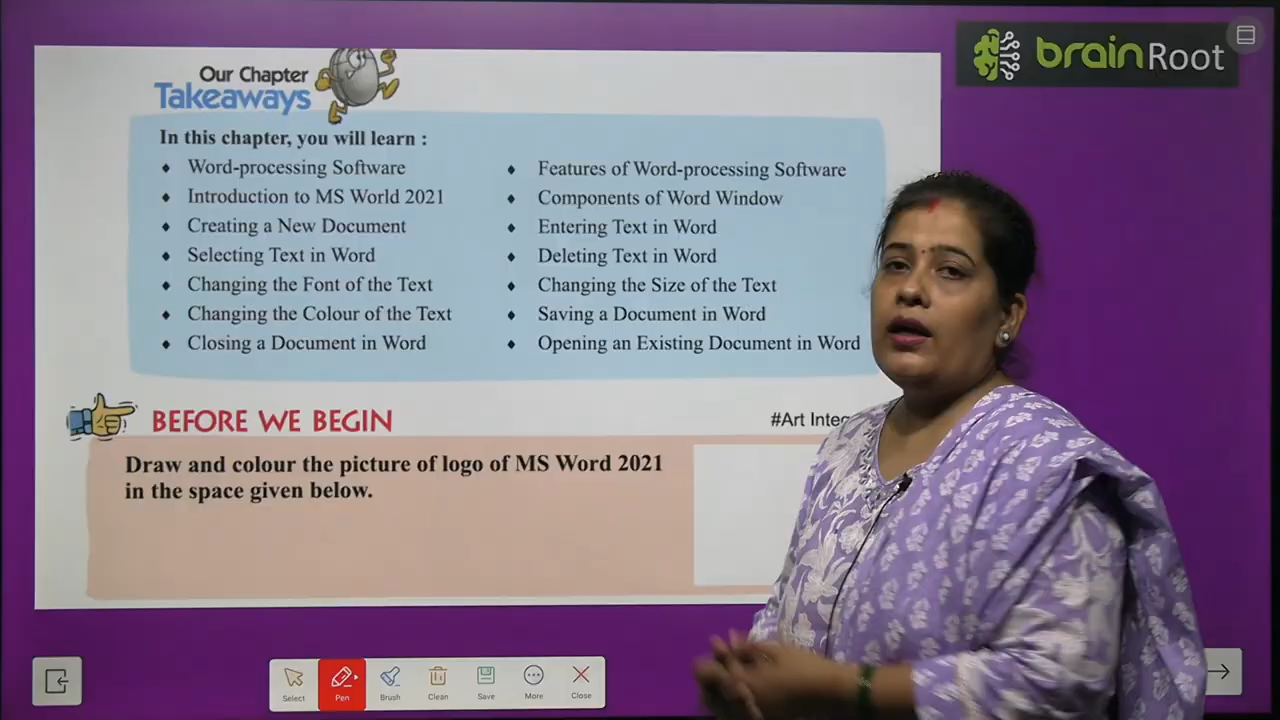 brainRoot
Our Chapter
Takeaways
In this chapter, you will learn :
♦ Word-processing Software
♦ Introduction to MS World 2021
♦ Creating a New Document
♦ Selecting Text in Word
♦ Changing the Font of the Text
♦ Changing the Colour of the Text
♦ Closing a Document in Word
♦ Features of Word-processing Software
♦ Components of Word Window
♦ Entering Text in Word
♦ Deleting Text in Word
♦ Changing the Size of the Text
♦ Saving a Document in Word
♦ Opening an Existing Document in Word
BEFORE WE BEGIN
#Art
Draw and colour the picture of logo of MS Word 2021
in the space given below.
Select Pen Brush Clean Save More Close